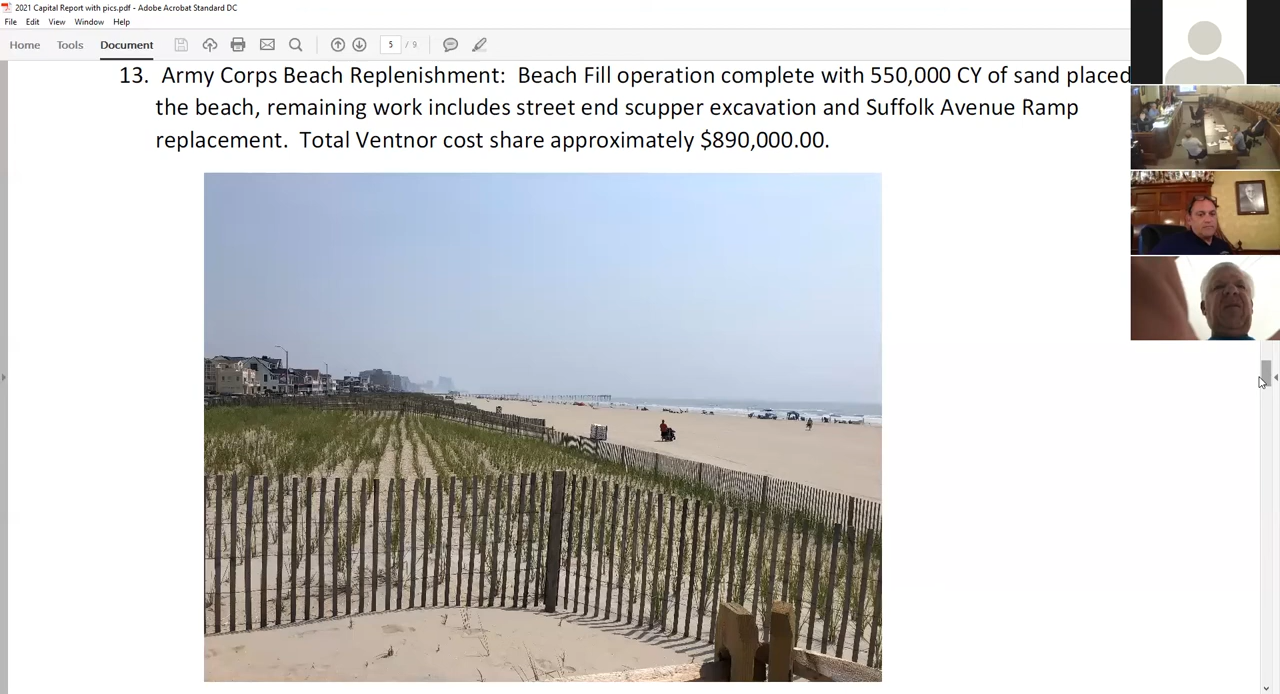 2021 Capital Report with pics.pdf - Adobe Acrobat Standard DC
File Edit View Window Help
Home Tools Document 5 / 9
13. Army Corps Beach Replenishment: Beach Fill operation complete with 550,000 CY of sand placed
the beach, remaining work includes street end scupper excavation and Suffolk Avenue Ramp
replacement. Total Ventnor cost share approximately $890,000.00.